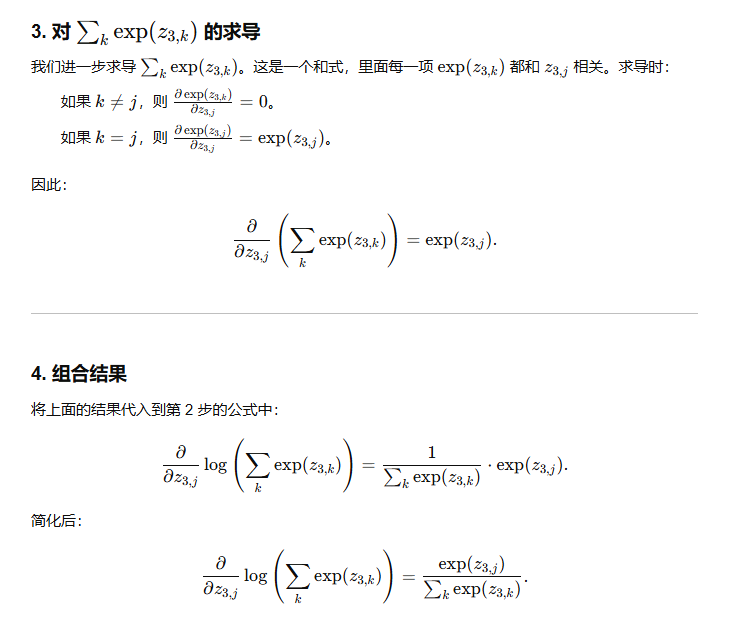 3. 对 $\sum_k \exp(z_{3,k})$ 的求导
我们进一步求导 $\sum_k \exp(z_{3,k})$。这是一个和式，里面每一项 $\exp(z_{3,k})$ 都和 $z_{3,j}$ 相关。求导时：
如果 $k \neq j$，则 $\frac{\partial \exp(z_{3,k})}{\partial z_{3,j}} = 0$。
如果 $k = j$，则 $\frac{\partial \exp(z_{3,j})}{\partial z_{3,j}} = \exp(z_{3,j})$。
因此：
$\frac{\partial}{\partial z_{3,j}} \left( \sum_k \exp(z_{3,k}) \right) = \exp(z_{3,j}).$
4. 组合结果
将上面的结果代入到第 2 步的公式中：
$\frac{\partial}{\partial z_{3,j}} \log \left( \sum_k \exp(z_{3,k}) \right) = \frac{1}{\sum_k \exp(z_{3,k})} \cdot \exp(z_{3,j}).$
简化后：
$\frac{\partial}{\partial z_{3,j}} \log \left( \sum_k \exp(z_{3,k}) \right) = \frac{\exp(z_{3,j})}{\sum_k \exp(z_{3,k})}.$